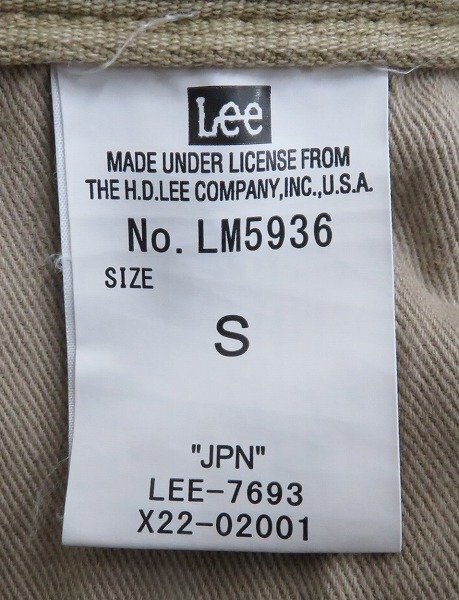 Lee
MADE UNDER LICENSE FROM
THE H.D.LEE COMPANY,INC.,U.S.A.
No. LM5936
SIZE
S
"JPN"
LEE-7693
X22-02001